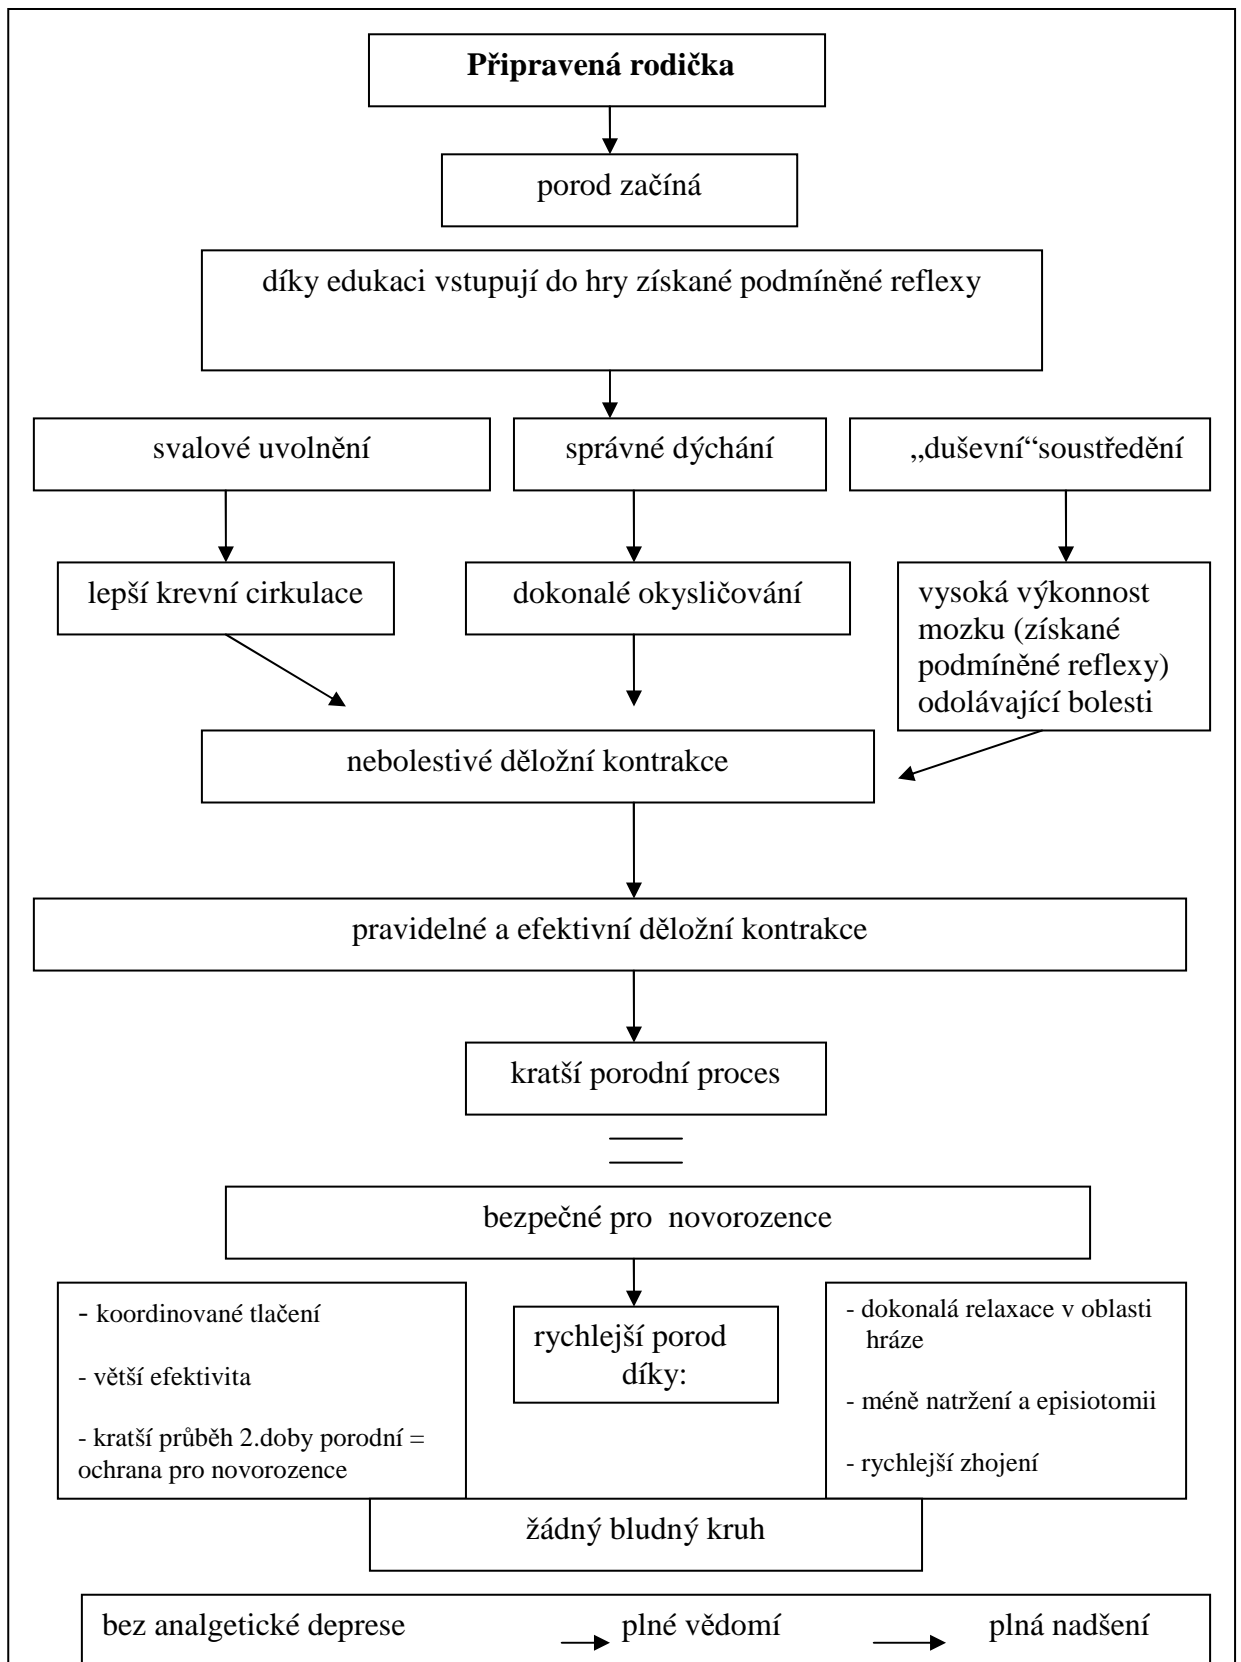 Připravená rodička
porod začíná
díky edukaci vstupují do hry získané podmíněné reflexy
svalové uvolnění
správné dýchání
„duševní“soustředění
lepší krevní cirkulace
dokonalé okysličování
vysoká výkonnost
mozku (získané
podmíněné reflexy)
odolávající bolesti
nebolestivé děložní kontrakce
pravidelné a efektivní děložní kontrakce
kratší porodní proces
bezpečné pro novorozence
- koordinované tlačení
- větší efektivita
- kratší průběh 2.doby porodní =
ochrana pro novorozence
rychlejší porod
díky:
- dokonalá relaxace v oblasti
hráze
- méně natržení a episiotomii
- rychlejší zhojení
žádný bludný kruh
bez analgetické deprese plné vědomí plná nadšení